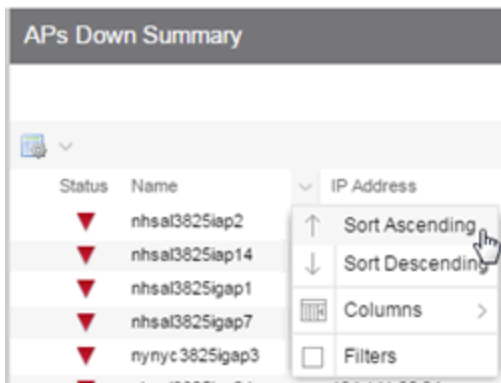 APs Down Summary
Status Name IP Address
nhsal3825iap2
Sort Ascending
nhsal3825iap14
Sort Descending
nhsal3825igap1
Columns
nhsal3825igap7
nynyc3825igap3
Filters